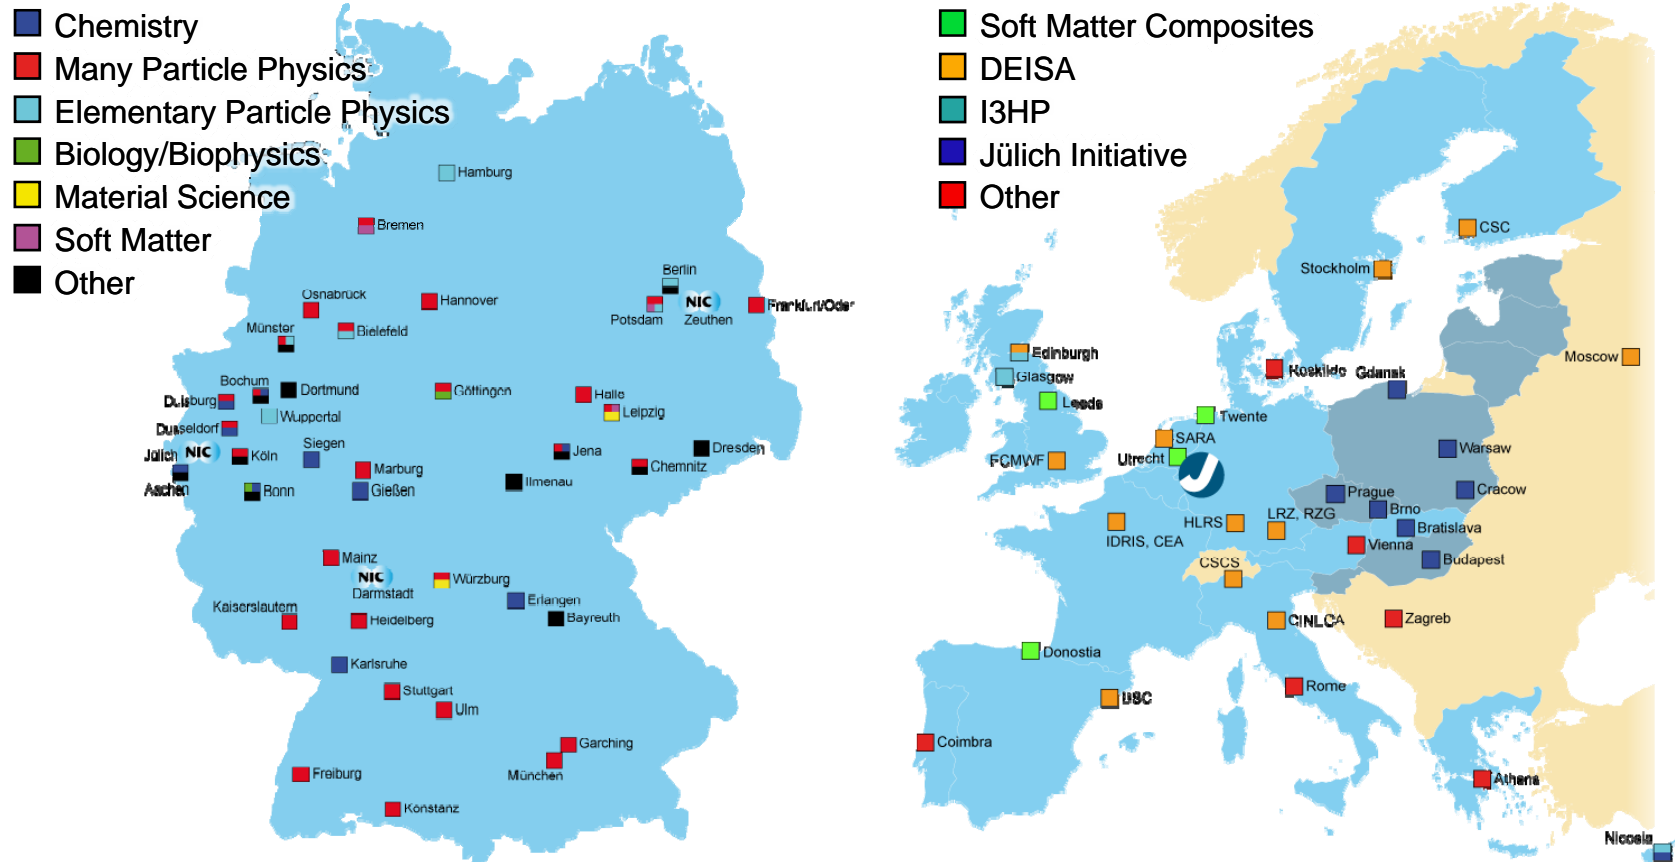 Chemistry
Many Particle Physics
Elementary Particle Physics
Biology/Biophysics
Material Science
Soft Matter
Other
Hamburg
Bremen
Berlin
Osnabrück
Hannover
NIC
Frankfurt/Oder
Potsdam
Zeuthen
Münster
Bielefeld
Bochum
Dortmund
Göttingen
Halle
Duisburg
Wuppertal
Leipzig
Dusseldorf
Siegen
Jülich
NIC
Köln
Jena
Dresden
Marburg
Chemnitz
Aachen
Bonn
Gießen
Ilmenau
Mainz
NIC
Darmstadt
Würzburg
Kaiserslautern
Erlangen
Heidelberg
Bayreuth
Karlsruhe
Stuttgart
Ulm
Garching
München
Freiburg
Konstanz
Soft Matter Composites
DEISA
I3HP
Jülich Initiative
Other
CSC
Stockholm
Edinburgh
Moscow
Glasgow
Roskilde
Gdansk
Leeds
Twente
SARA
Warsaw
ECMWF
Utrecht
Prague
Cracow
Brno
LRZ, RZG
HLRS
Bratislava
IDRIS, CEA
Vienna
Budapest
CSCS
CINECA
Zagreb
Donostia
Rome
BSC
Coimbra
Athens
Nicosia